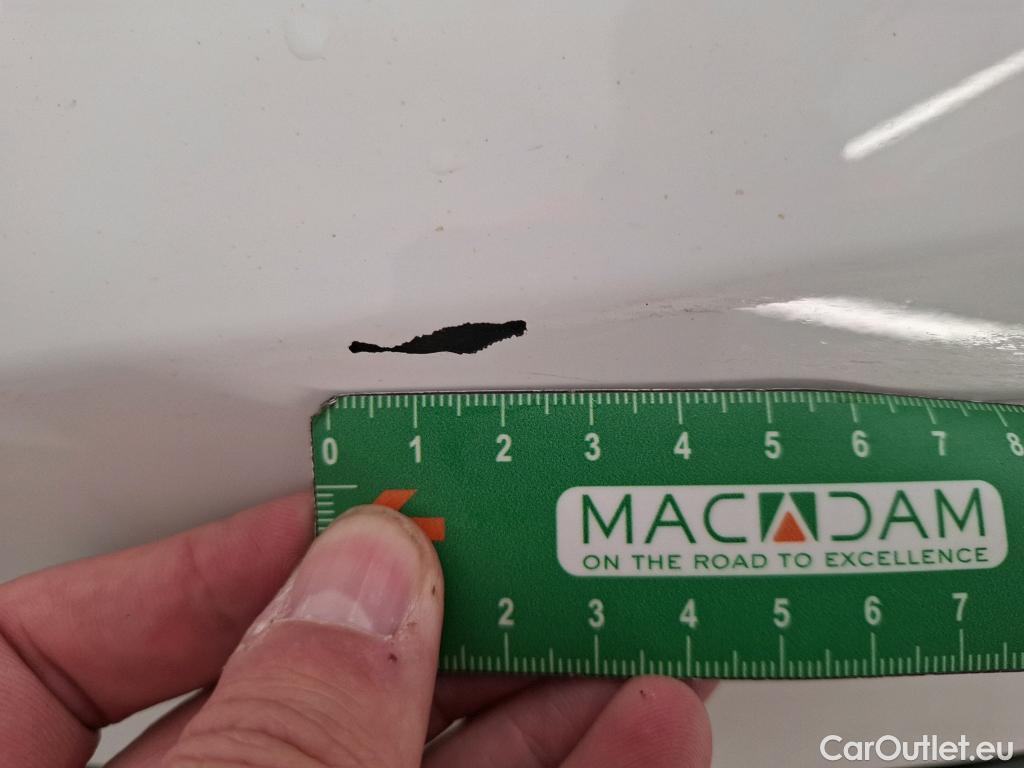 0 1 2 3 4 5 6 7 8
MACADAM
ON THE ROAD TO EXCELLENCE
2 3 4 5 6 7
CarOutlet.eu